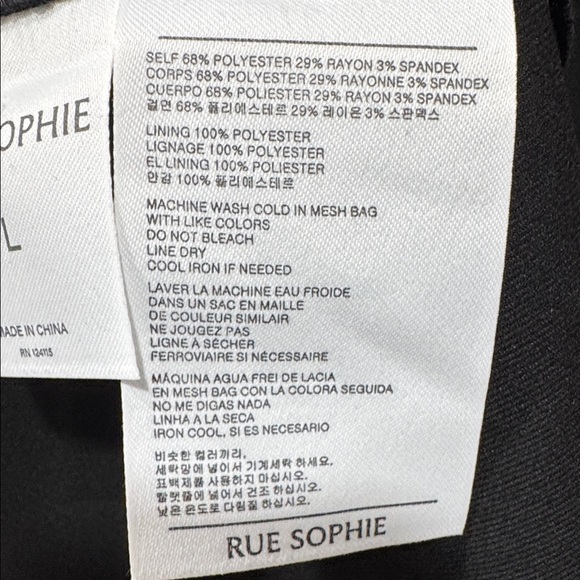 OPHIE
L
MADE IN CHINA
RN 124115
SELF 68% POLYESTER 29% RAYON 3% SPANDEX
CORPS 68% POLYESTER 29% RAYONNE 3% SPANDEX
CUERPO 68% POLIESTER 29% RAYON 3% SPANDEX
겉면 68% 폴리에스테르 29% 레이온 3% 스판덱스
LINING 100% POLYESTER
LIGNAGE 100% POLYESTER
EL LINING 100% POLIESTER
안감 100% 폴리에스테르
MACHINE WASH COLD IN MESH BAG
WITH LIKE COLORS
DO NOT BLEACH
LINE DRY
COOL IRON IF NEEDED
LAVER LA MACHINE EAU FROIDE
DANS UN SAC EN MAILLE
DE COULEUR SIMILAIR
NE JOUGEZ PAS
LIGNE À SÉCHER
FERROVIAIRE SI NÉCESSAIRE
MÁQUINA AGUA FREI DE LACIA
EN MESH BAG CON LA COLORA SEGUIDA
NO ME DIGAS NADA
LINHA A LA SECA
IRON COOL, SI ES NECESARIO
비슷한 컬러끼리.
세탁망에 넣어서 기계세탁 하세요.
표백제를 사용하지 마십시오.
빨랫줄에 널어서 건조 하십시오.
낮은 온도로 다림질 하십시오.
RUE SOPHIE